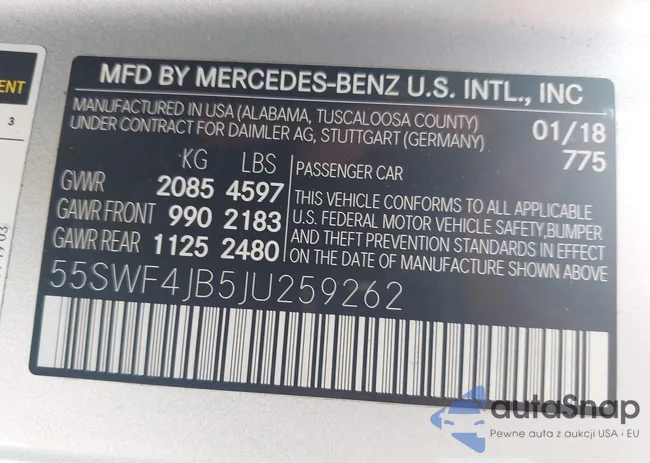 ENT
3
MFD BY MERCEDES-BENZ U.S. INTL., INC
MANUFACTURED IN USA (ALABAMA, TUSCALOOSA COUNTY)
UNDER CONTRACT FOR DAIMLER AG, STUTTGART (GERMANY)
01/18
775
KG LBS
GVWR 2085 4597
GAWR FRONT 990 2183
GAWR REAR 1125 2480
PASSENGER CAR
THIS VEHICLE CONFORMS TO ALL APPLICABLE
U.S. FEDERAL MOTOR VEHICLE SAFETY,BUMPER
AND THEFT PREVENTION STANDARDS IN EFFECT
ON THE DATE OF MANUFACTURE SHOWN ABOVE.
55SWF4JB5JU259262
autoSnap
Pewne auta z aukcji USA i EU